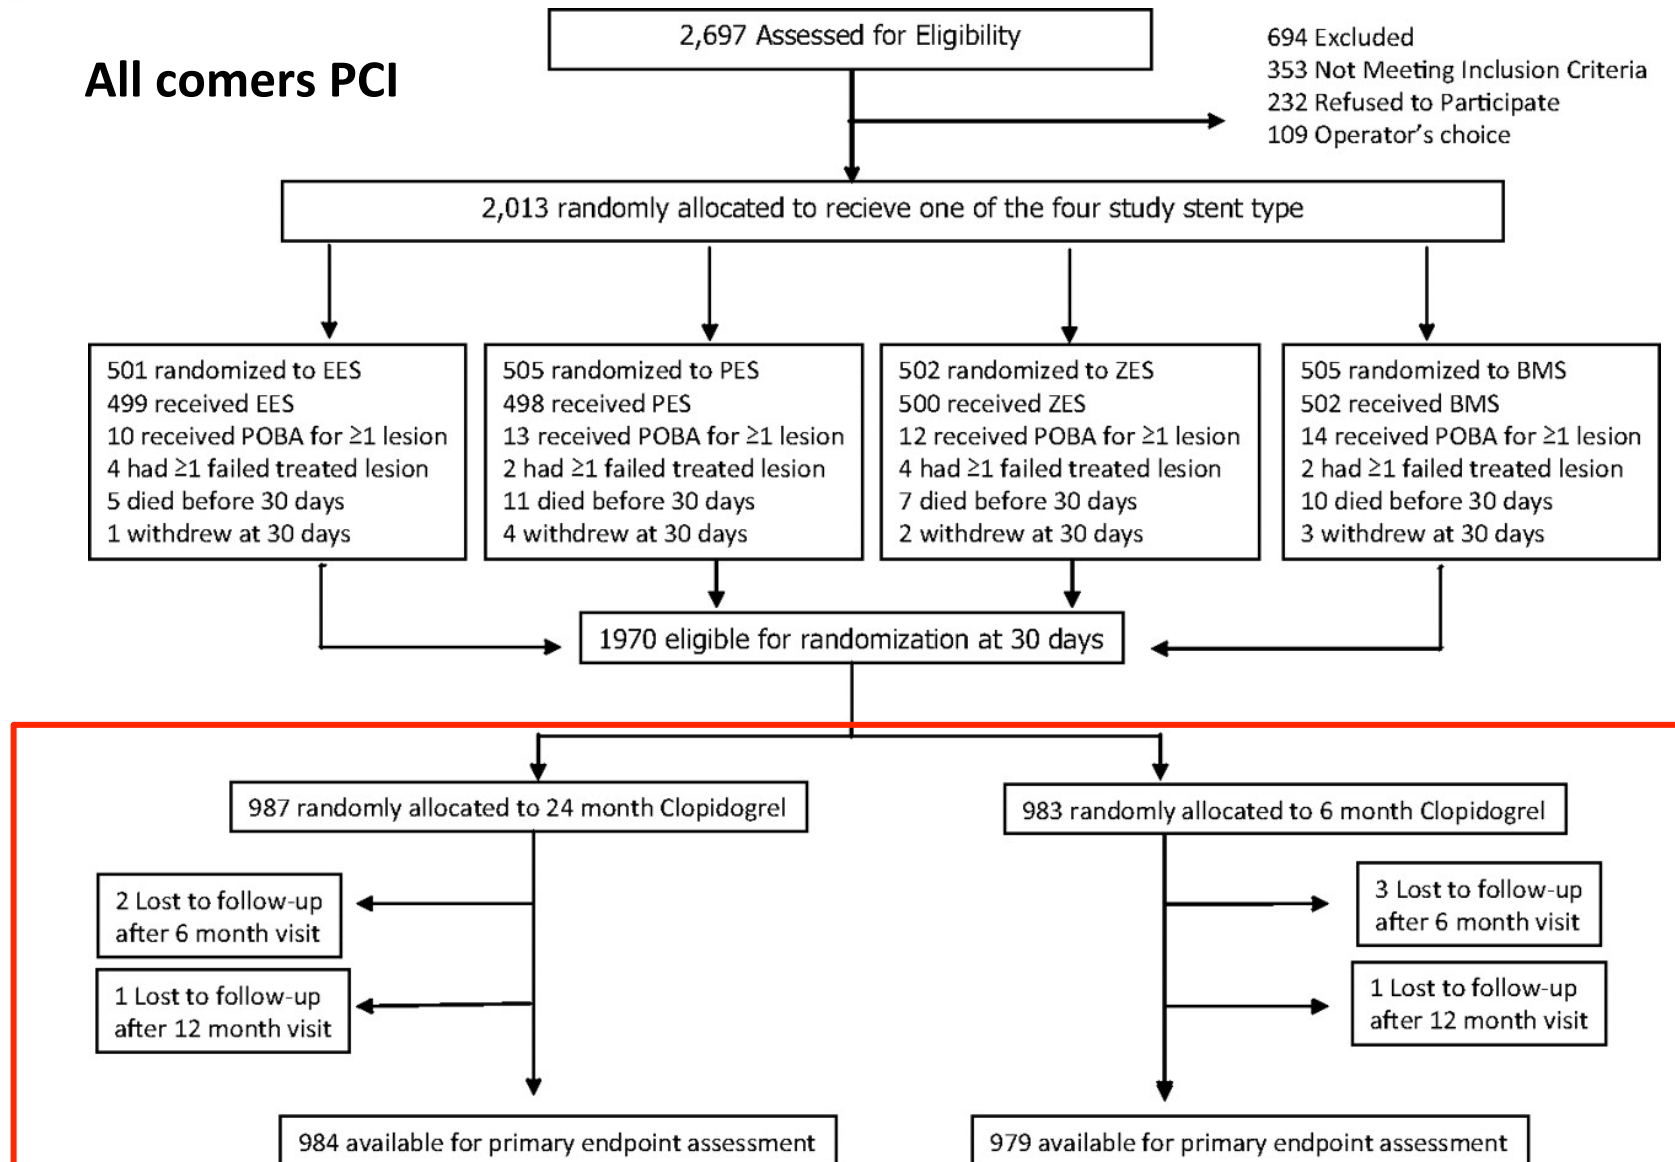 All comers PCI
2,697 Assessed for Eligibility
694 Excluded
353 Not Meeting Inclusion Criteria
232 Refused to Participate
109 Operator’s choice
2,013 randomly allocated to recieve one of the four study stent type
501 randomized to EES
499 received EES
10 received POBA for ≥1 lesion
4 had ≥1 failed treated lesion
5 died before 30 days
1 withdrew at 30 days
505 randomized to PES
498 received PES
13 received POBA for ≥1 lesion
2 had ≥1 failed treated lesion
11 died before 30 days
4 withdrew at 30 days
502 randomized to ZES
500 received ZES
12 received POBA for ≥1 lesion
4 had ≥1 failed treated lesion
7 died before 30 days
2 withdrew at 30 days
505 randomized to BMS
502 received BMS
14 received POBA for ≥1 lesion
2 had ≥1 failed treated lesion
10 died before 30 days
3 withdrew at 30 days
1970 eligible for randomization at 30 days
987 randomly allocated to 24 month Clopidogrel
983 randomly allocated to 6 month Clopidogrel
2 Lost to follow-up
after 6 month visit
3 Lost to follow-up
after 6 month visit
1 Lost to follow-up
after 12 month visit
1 Lost to follow-up
after 12 month visit
984 available for primary endpoint assessment
979 available for primary endpoint assessment